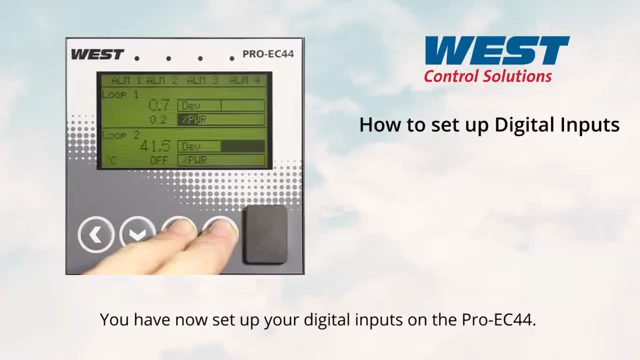 WEST
PRO-EC44
ALM 1 ALM 2 ALM 3 ALM 4
Loop 1
0.7 Dev
0.2 %PWR
Loop 2
41.5 Dev
°C OFF %PWR
WEST
Control Solutions
How to set up Digital Inputs
You have now set up your digital inputs on the Pro-EC44.